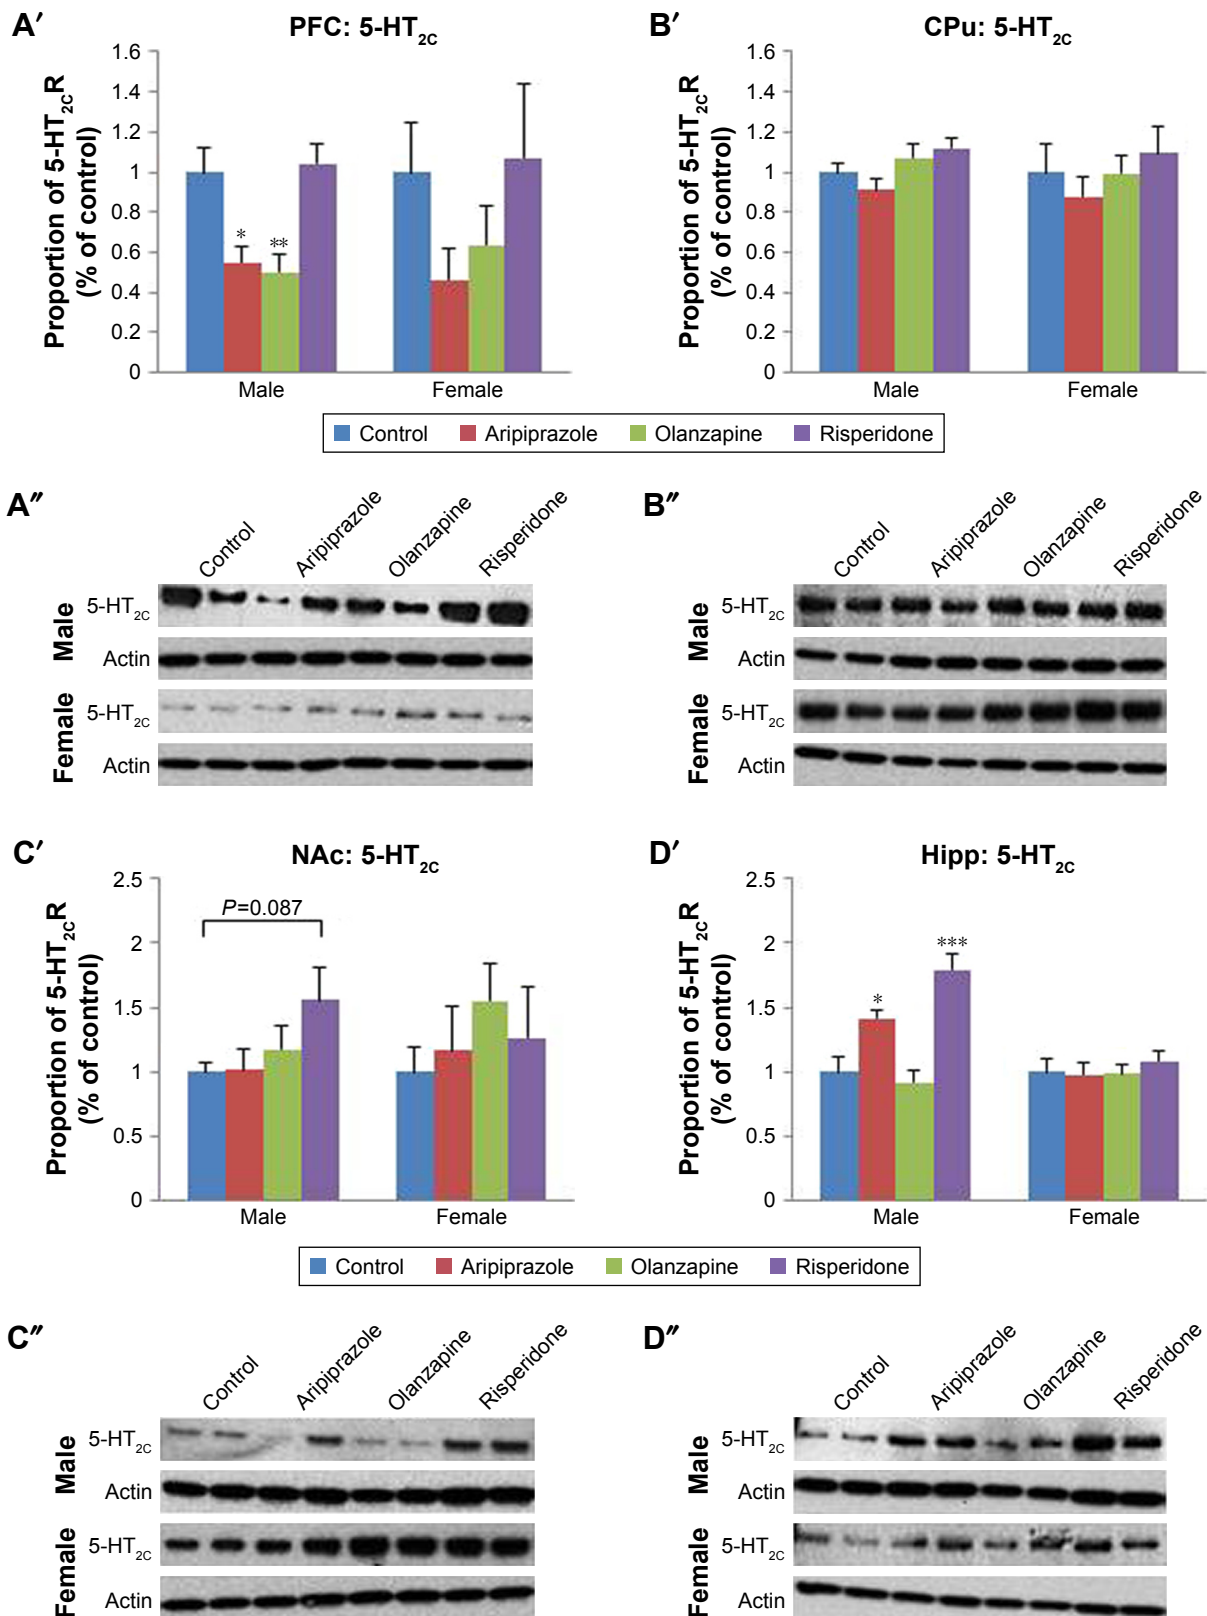 A′
PFC: 5-HT2C
Proportion of 5-HT2CR
(% of control)
1.6
1.4
1.2
1
0.8
0.6
0.4
0.2
0
*
**
Male
Female
B′
CPu: 5-HT2C
Proportion of 5-HT2CR
(% of control)
1.6
1.4
1.2
1
0.8
0.6
0.4
0.2
0
Male
Female
Control Aripiprazole Olanzapine Risperidone
A″
Control Aripiprazole Olanzapine Risperidone
Male
5-HT2C
Actin
Female
5-HT2C
Actin
B″
Control Aripiprazole Olanzapine Risperidone
Male
5-HT2C
Actin
Female
5-HT2C
Actin
C′
NAc: 5-HT2C
Proportion of 5-HT2CR
(% of control)
2.5
2
1.5
1
0.5
0
P=0.087
Male
Female
D′
Hipp: 5-HT2C
Proportion of 5-HT2CR
(% of control)
2.5
2
1.5
1
0.5
0
*
***
Male
Female
Control Aripiprazole Olanzapine Risperidone
C″
Control Aripiprazole Olanzapine Risperidone
Male
5-HT2C
Actin
Female
5-HT2C
Actin
D″
Control Aripiprazole Olanzapine Risperidone
Male
5-HT2C
Actin
Female
5-HT2C
Actin